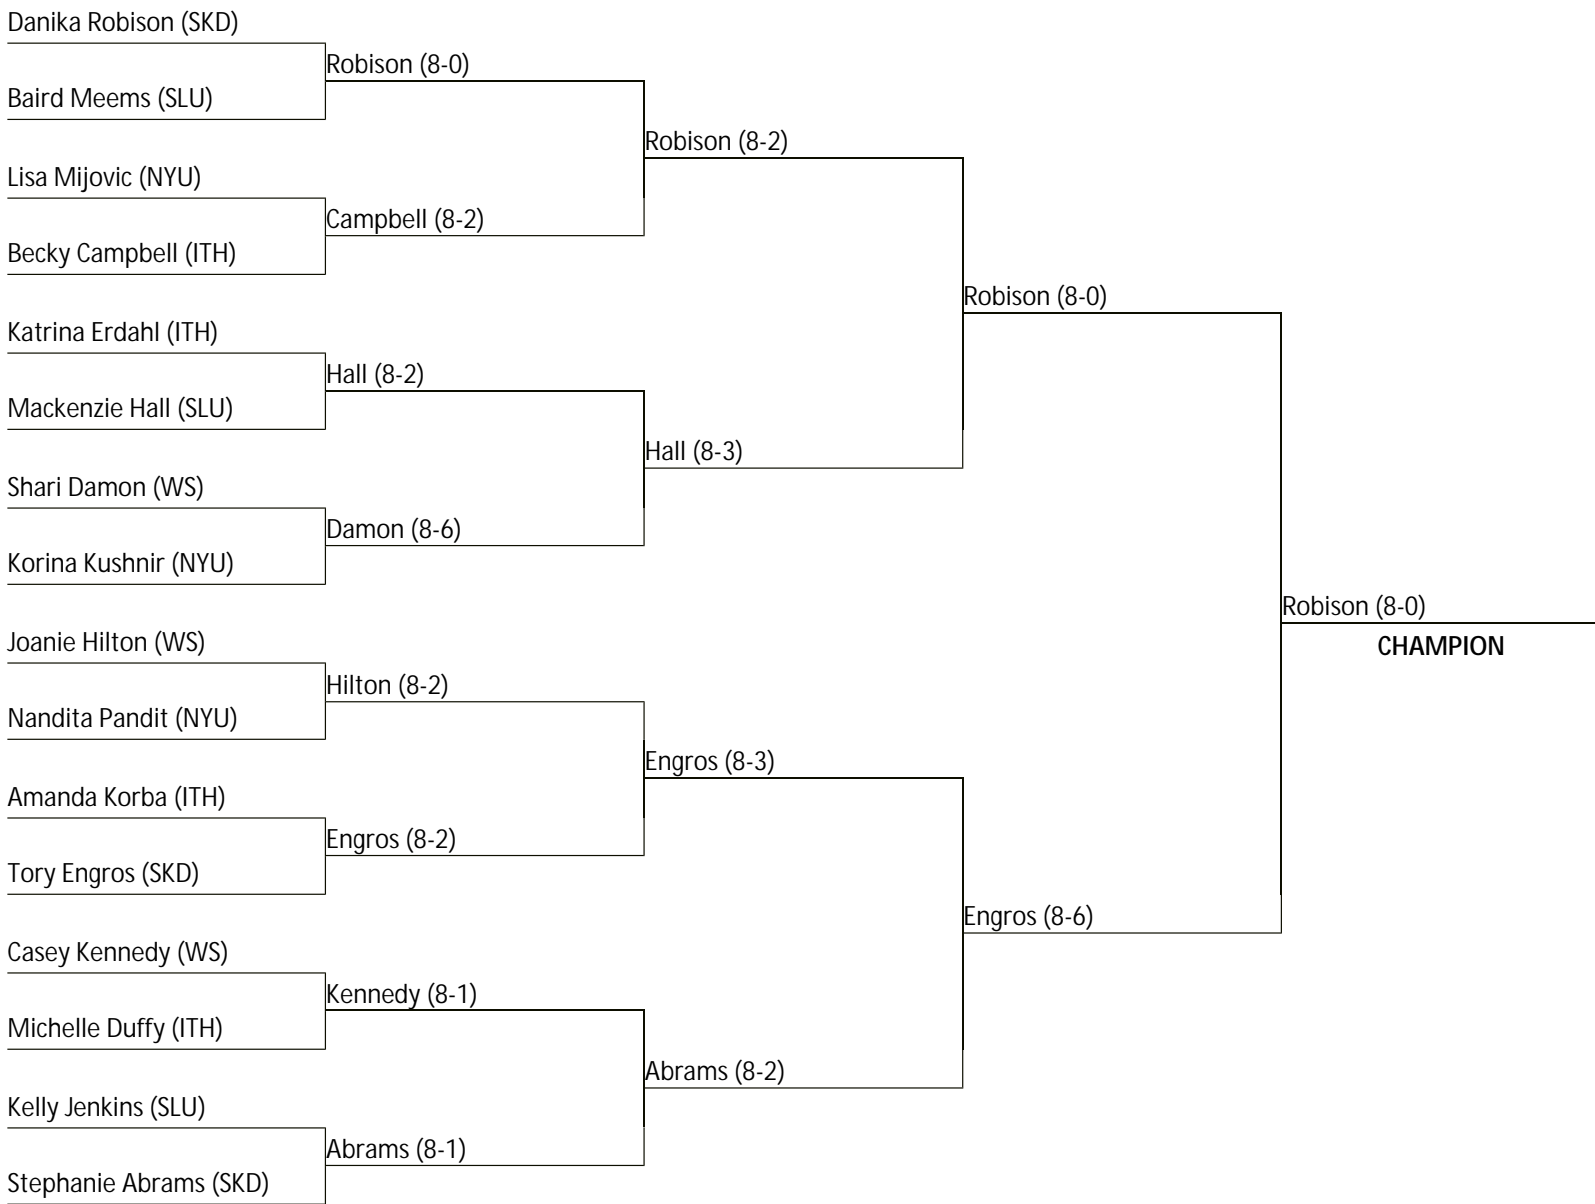 Danika Robison (SKD)
Robison (8-0)
Baird Meems (SLU)
Robison (8-2)
Lisa Mijovic (NYU)
Campbell (8-2)
Becky Campbell (ITH)
Robison (8-0)
Katrina Erdahl (ITH)
Hall (8-2)
Mackenzie Hall (SLU)
Hall (8-3)
Shari Damon (WS)
Damon (8-6)
Korina Kushnir (NYU)
Robison (8-0)
CHAMPION
Joanie Hilton (WS)
Hilton (8-2)
Nandita Pandit (NYU)
Engros (8-3)
Amanda Korba (ITH)
Engros (8-2)
Tory Engros (SKD)
Engros (8-6)
Casey Kennedy (WS)
Kennedy (8-1)
Michelle Duffy (ITH)
Abrams (8-2)
Kelly Jenkins (SLU)
Abrams (8-1)
Stephanie Abrams (SKD)